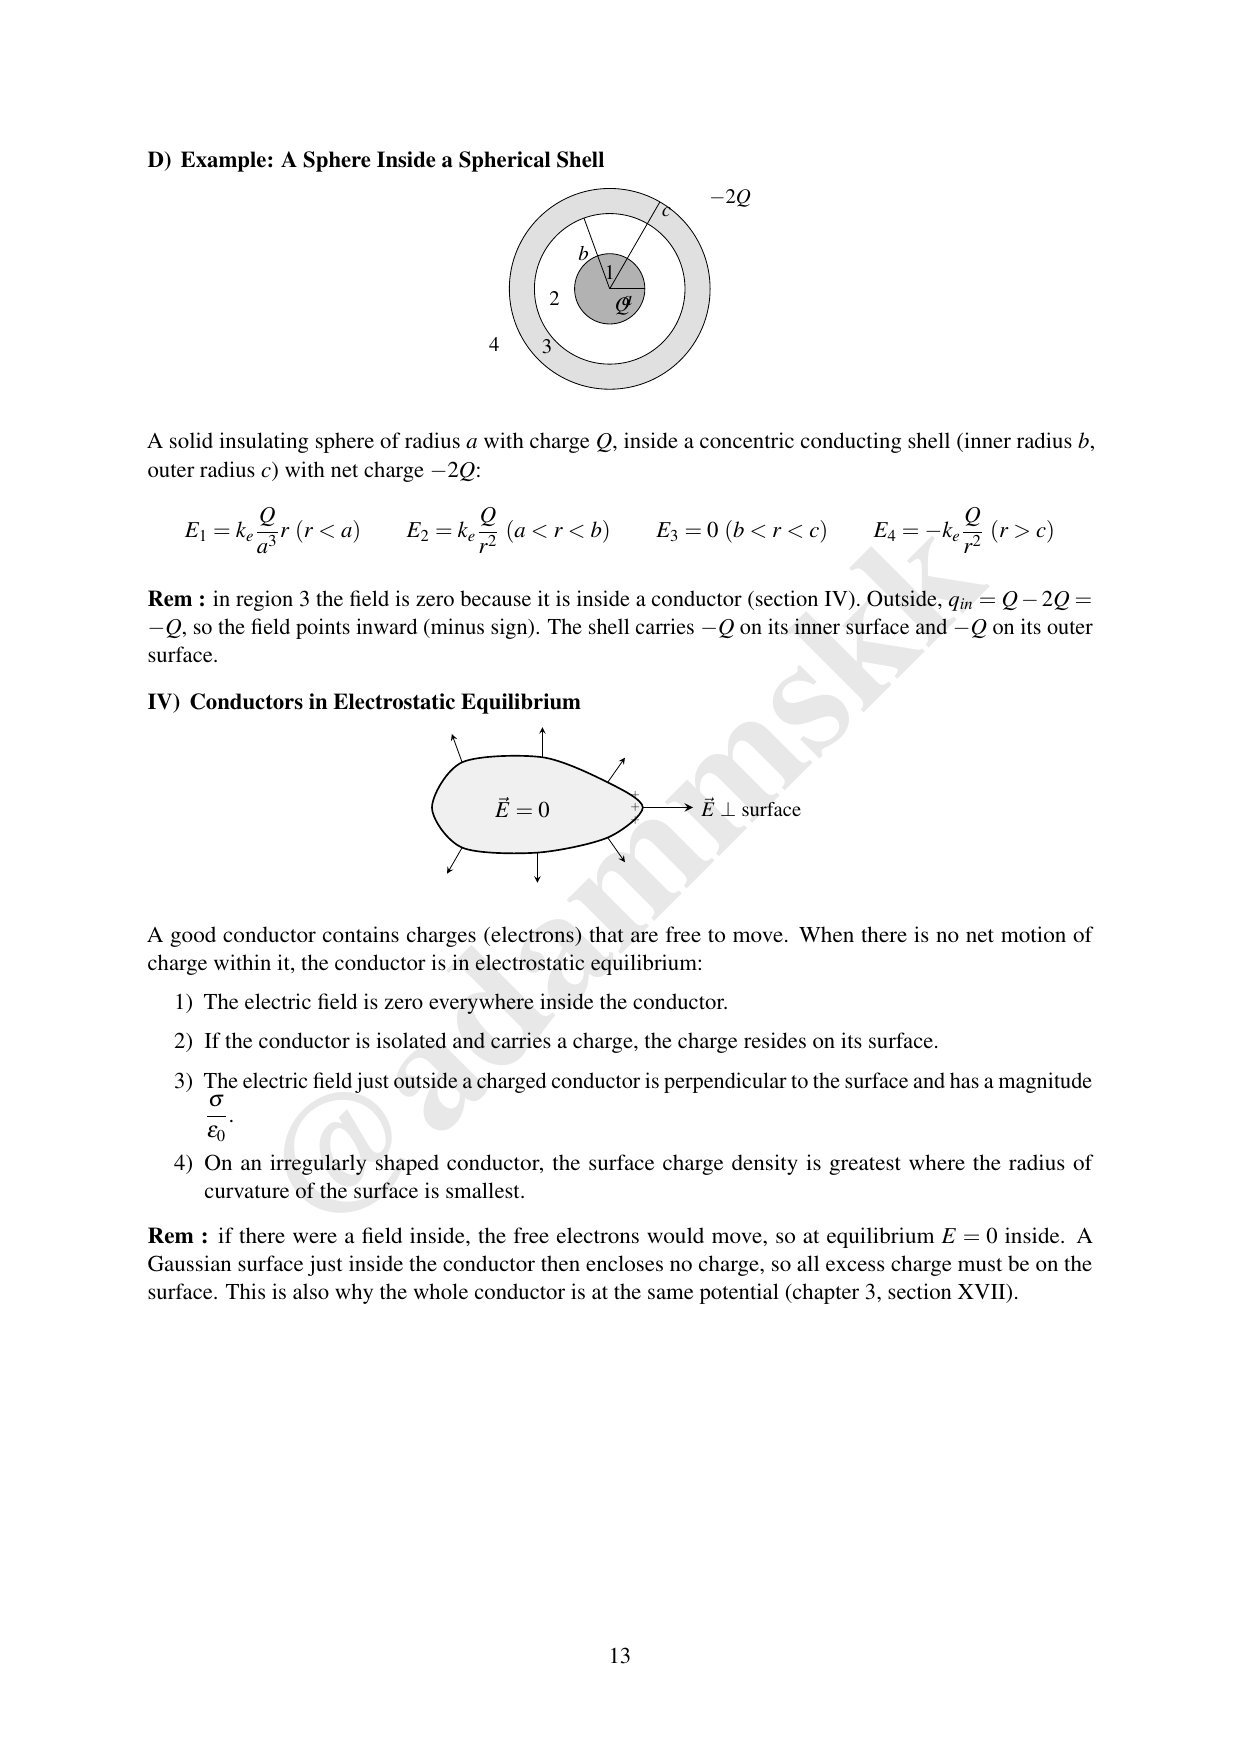 D) Example: A Sphere Inside a Spherical Shell
−2Q
c
b
1
2
Q
a
4
3
A solid insulating sphere of radius a with charge Q, inside a concentric conducting shell (inner radius b,
outer radius c) with net charge −2Q:
E₁ = kₑ Q/a³ r (r < a)   E₂ = kₑ Q/r² (a < r < b)   E₃ = 0 (b < r < c)   E₄ = −kₑ Q/r² (r > c)
Rem : in region 3 the field is zero because it is inside a conductor (section IV). Outside, q_in = Q − 2Q =
−Q, so the field points inward (minus sign). The shell carries −Q on its inner surface and −Q on its outer
surface.
IV) Conductors in Electrostatic Equilibrium
+
E⃗ = 0
+
E⃗ ⊥ surface
+
A good conductor contains charges (electrons) that are free to move. When there is no net motion of
charge within it, the conductor is in electrostatic equilibrium:
1) The electric field is zero everywhere inside the conductor.
2) If the conductor is isolated and carries a charge, the charge resides on its surface.
3) The electric field just outside a charged conductor is perpendicular to the surface and has a magnitude
σ/ε₀.
4) On an irregularly shaped conductor, the surface charge density is greatest where the radius of
curvature of the surface is smallest.
Rem : if there were a field inside, the free electrons would move, so at equilibrium E = 0 inside. A
Gaussian surface just inside the conductor then encloses no charge, so all excess charge must be on the
surface. This is also why the whole conductor is at the same potential (chapter 3, section XVII).
@adammskk
13